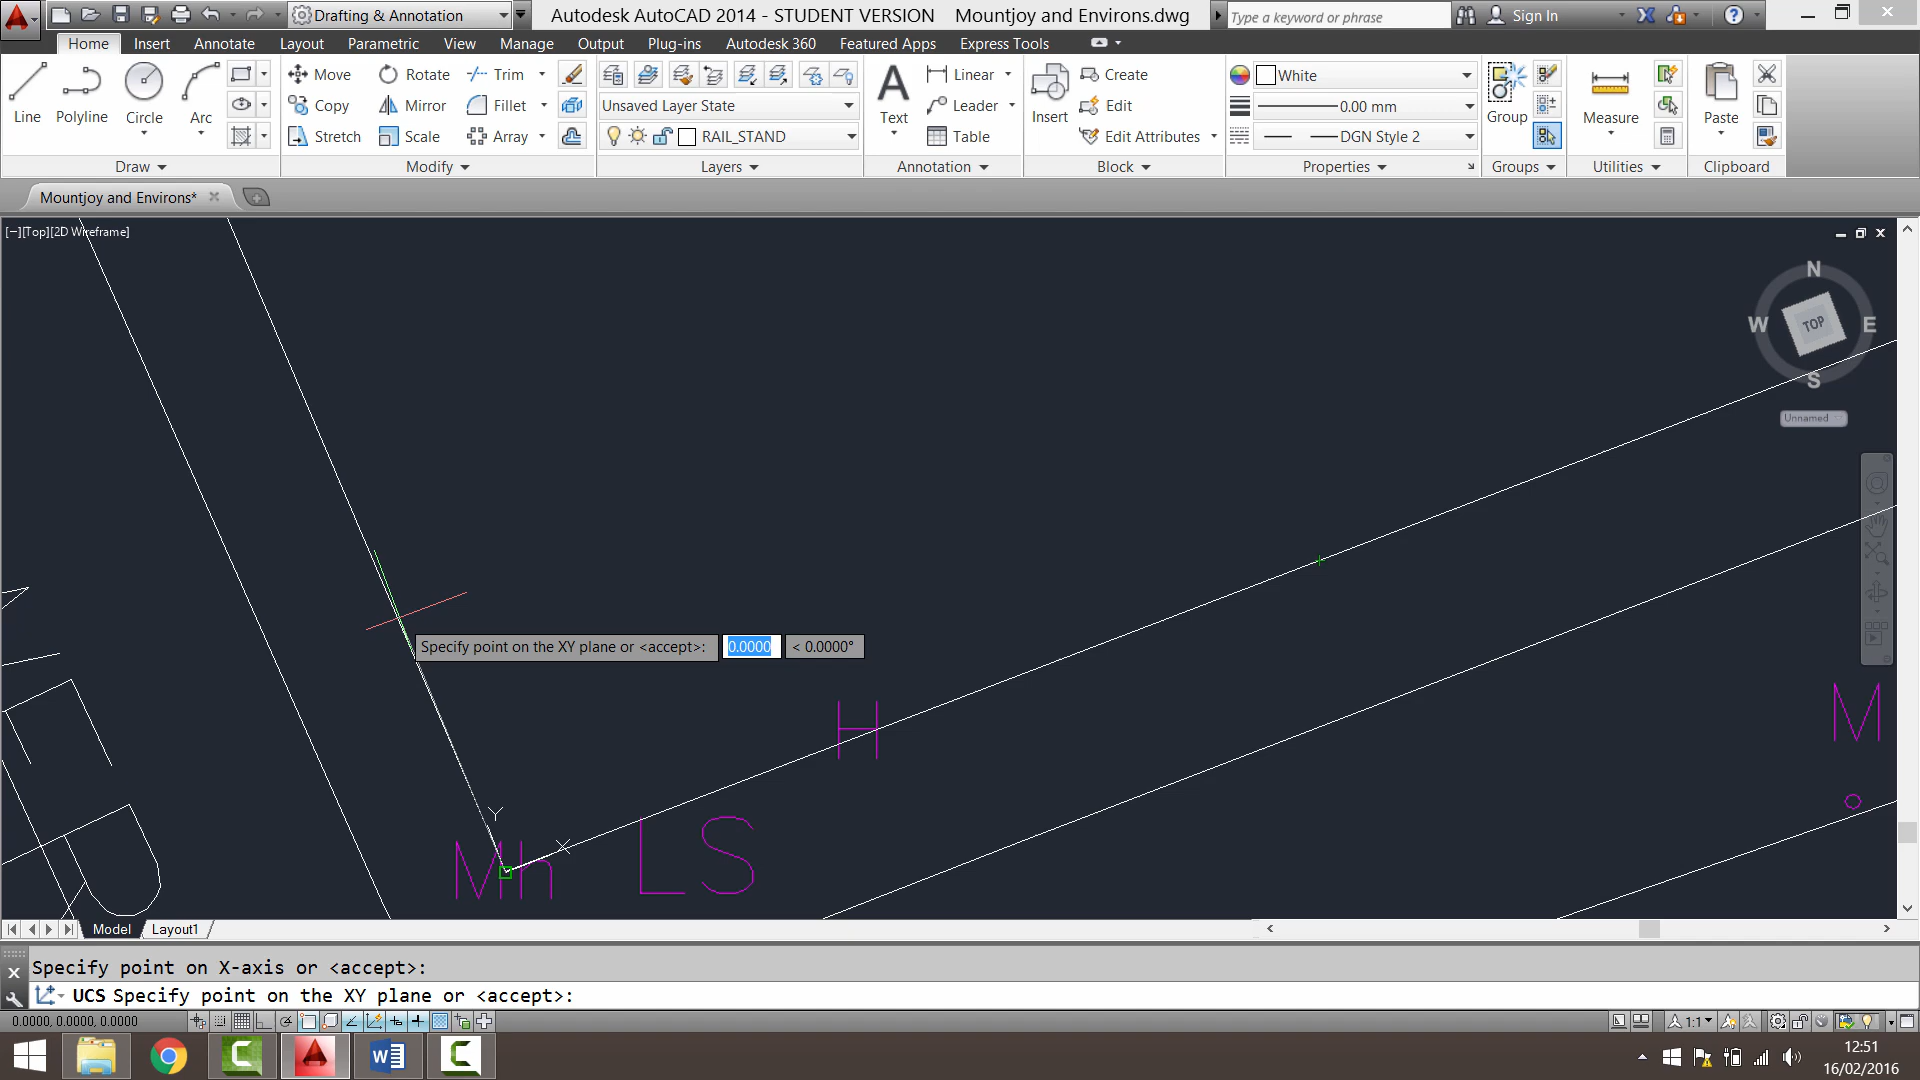 Drafting & Annotation
Autodesk AutoCAD 2014 - STUDENT VERSION Mountjoy and Environs.dwg
Type a keyword or phrase
Sign In
Home Insert Annotate Layout Parametric View Manage Output Plug-ins Autodesk 360 Featured Apps Express Tools
Line Polyline Circle Arc
Move Rotate Trim
Copy Mirror Fillet
Stretch Scale Array
Unsaved Layer State
RAIL_STAND
Text
Linear
Leader
Table
Insert
Create
Edit
Edit Attributes
White
0.00 mm
DGN Style 2
Group
Measure
Paste
Draw Modify Layers Annotation Block Properties Groups Utilities Clipboard
Mountjoy and Environs*
[−][Top][2D Wireframe]
N
W TOP E
S
Unnamed
Specify point on the XY plane or <accept>: 0.0000 < 0.0000°
H
M
Y
X
Mh
LS
Model Layout1
Specify point on X-axis or <accept>:
UCS Specify point on the XY plane or <accept>:
0.0000, 0.0000, 0.0000
1:1
12:51
16/02/2016